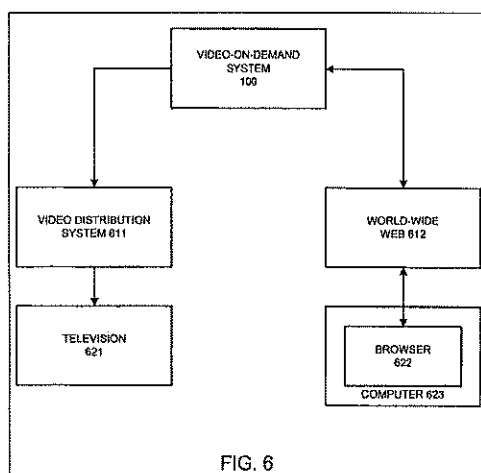 VIDEO-ON-DEMAND
SYSTEM
100
VIDEO DISTRIBUTION
SYSTEM 611
WORLD-WIDE
WEB 612
TELEVISION
621
BROWSER
622
COMPUTER 623
FIG. 6